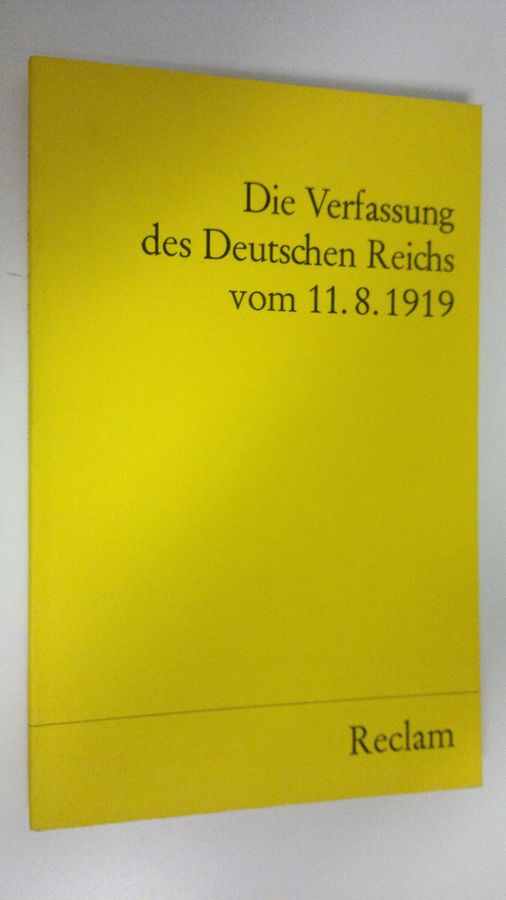 Die Verfassung
des Deutschen Reichs
vom 11. 8. 1919
Reclam